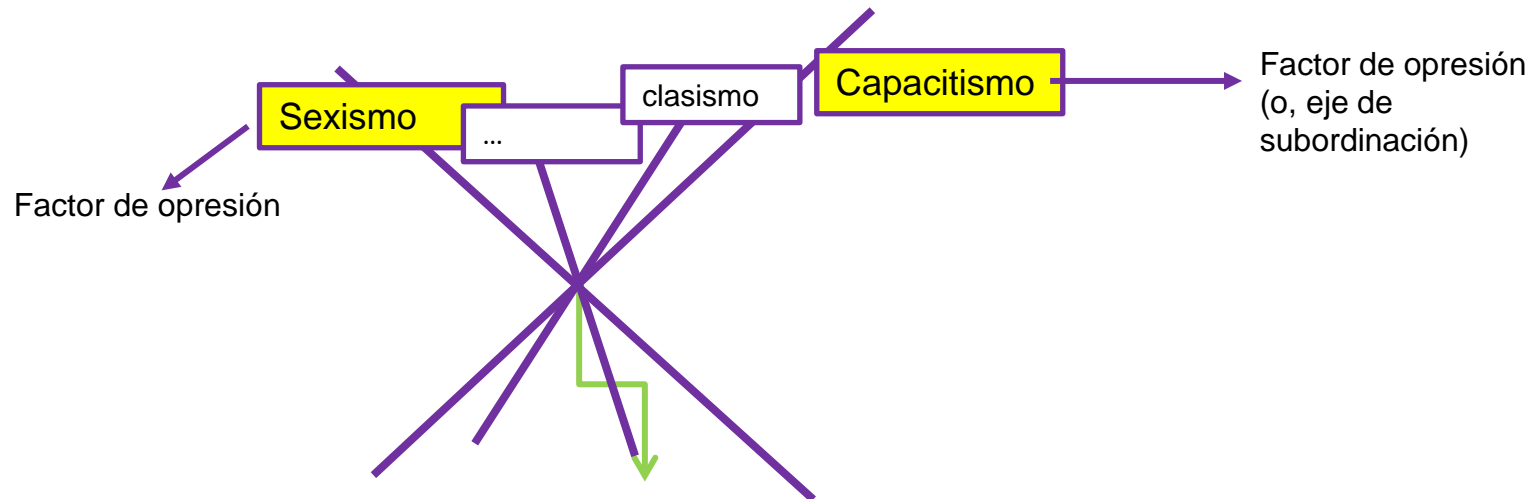 Sexismo
...
clasismo
Capacitismo
Factor de opresión
(o, eje de
subordinación)
Factor de opresión